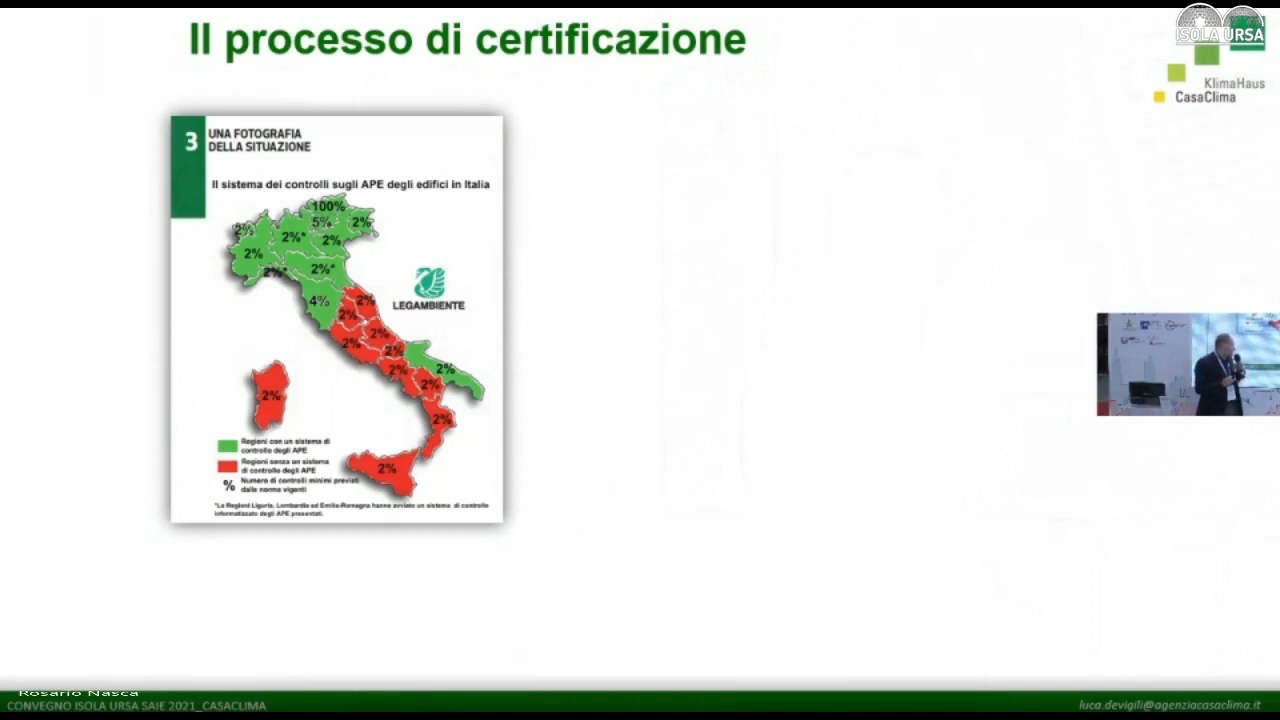 Il processo di certificazione
ISOLA URSA
KlimaHaus
CasaClima
3
UNA FOTOGRAFIA
DELLA SITUAZIONE
Il sistema dei controlli sugli APE degli edifici in Italia
100%
2%
5%
2%
2%*
2%
2%
2%*
2%*
4%
2%
2%
LEGAMBIENTE
2%
2%
2%
2%
2%
2%
2%
2%
2%
Regioni con un sistema di
controllo degli APE
Regioni senza un sistema
di controllo degli APE
% Numero di controlli minimi previsti
dalle norme vigenti
*Le Regioni Liguria, Lombardia ed Emilia-Romagna hanno avviato un sistema di controllo
informatizzato degli APE presentati.
Rosario Nasca
CONVEGNO ISOLA URSA SAIE 2021_CASACLIMA
luca.devigili@agenziacasaclima.it